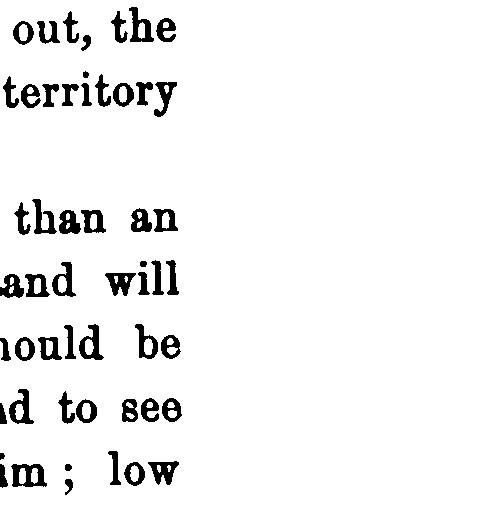 out, the
territory
than an
and will
hould be
d to see
im ; low